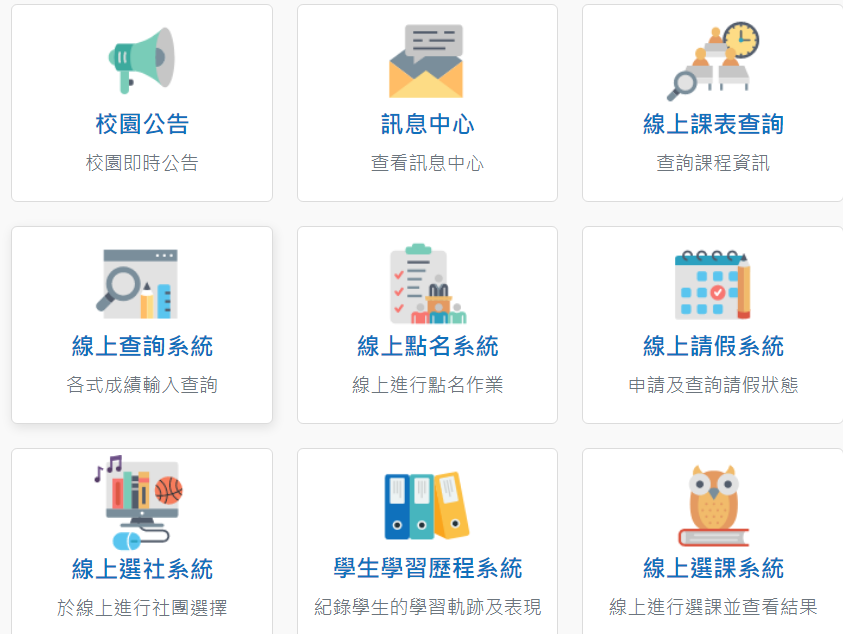 校園公告
校園即時公告
訊息中心
查看訊息中心
線上課表查詢
查詢課程資訊
線上查詢系統
各式成績輸入查詢
線上點名系統
線上進行點名作業
線上請假系統
申請及查詢請假狀態
線上選社系統
於線上進行社團選擇
學生學習歷程系統
紀錄學生的學習軌跡及表現
線上選課系統
線上進行選課並查看結果